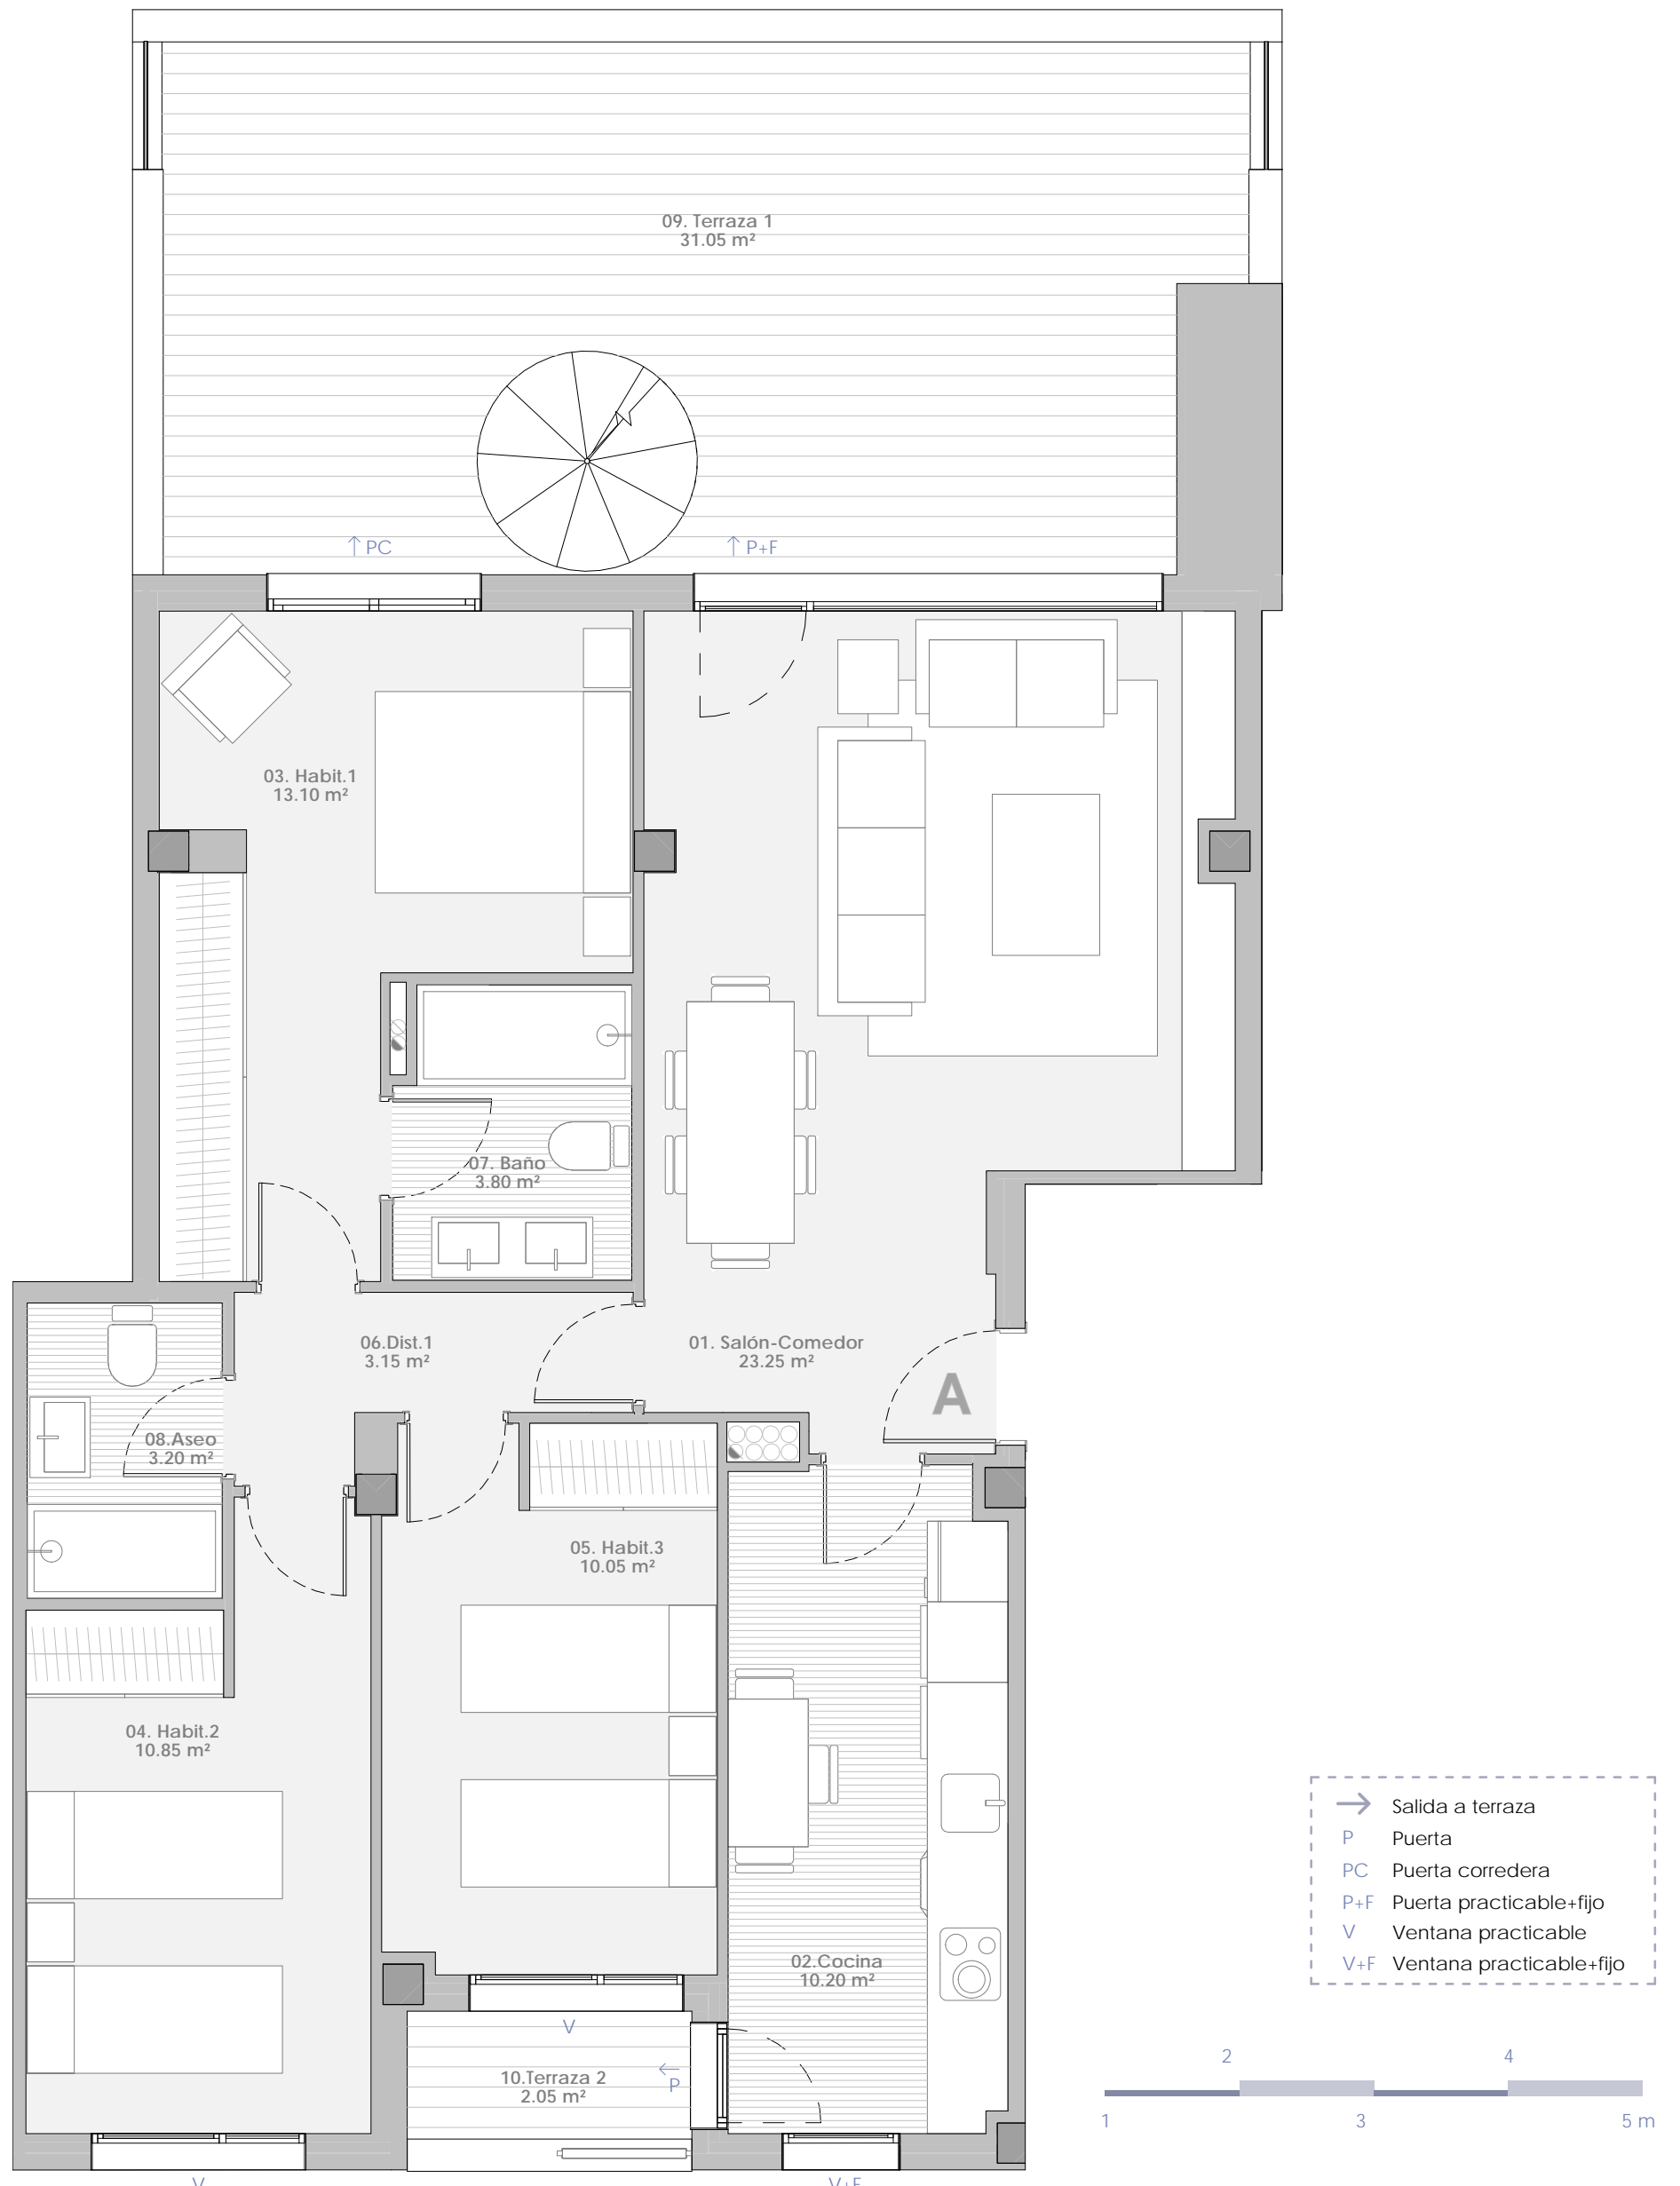 09. Terraza 1
31.05 m²
PC
P+F
03. Habit.1
13.10 m²
07. Baño
3.80 m²
06.Dist.1
3.15 m²
01. Salón-Comedor
23.25 m²
A
08.Aseo
3.20 m²
05. Habit.3
10.05 m²
04. Habit.2
10.85 m²
02.Cocina
10.20 m²
V
10.Terraza 2
2.05 m²
P
V
V+F
Salida a terraza
P Puerta
PC Puerta corredera
P+F Puerta practicable+fijo
V Ventana practicable
V+F Ventana practicable+fijo
2 4
1 3 5 m